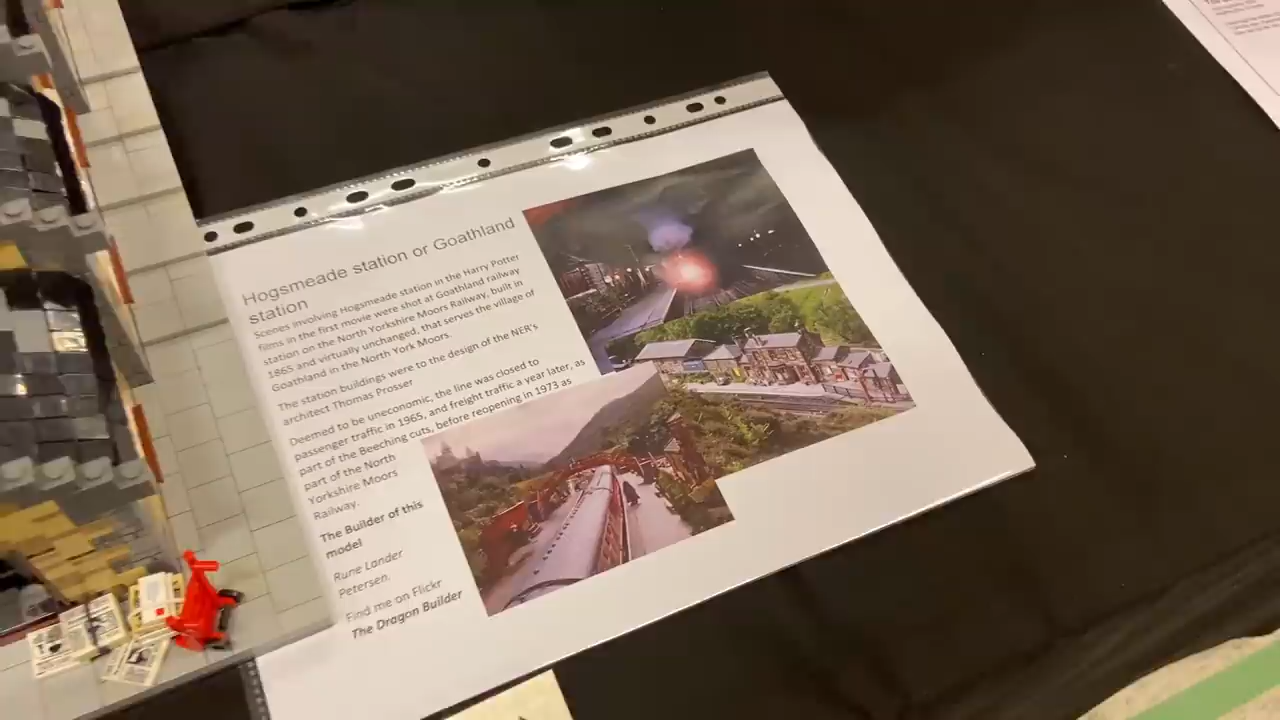 Hogsmeade station or Goathland
station
Scenes involving Hogsmeade station in the Harry Potter
films in the first movie were shot at Goathland railway
station on the North Yorkshire Moors Railway, built in
1865 and virtually unchanged, that serves the village of
Goathland in the North York Moors.
The station buildings were to the design of the NER's
architect Thomas Prosser
Deemed to be uneconomic, the line was closed to
passenger traffic in 1965, and freight traffic a year later, as
part of the Beeching cuts, before reopening in 1973 as
part of the North
Yorkshire Moors
Railway.
The Builder of this
model
Rune Lander
Petersen.
Find me on Flickr
The Dragon Builder